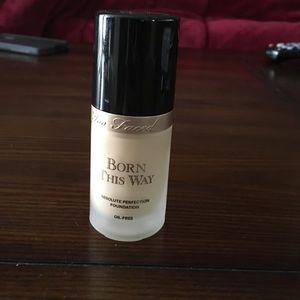 Too Faced
BORN
THIS WAY
ABSOLUTE PERFECTION
FOUNDATION
OIL-FREE